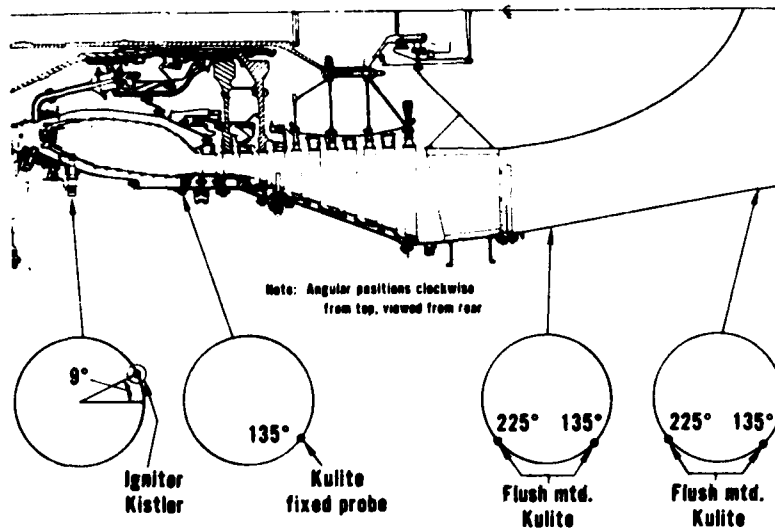 Note: Angular positions clockwise
from top, viewed from rear
9°
135°
225° 135°
225° 135°
Ignitor
Kistler
Kulite
fixed probe
Flush mtd.
Kulite
Flush mtd.
Kulite